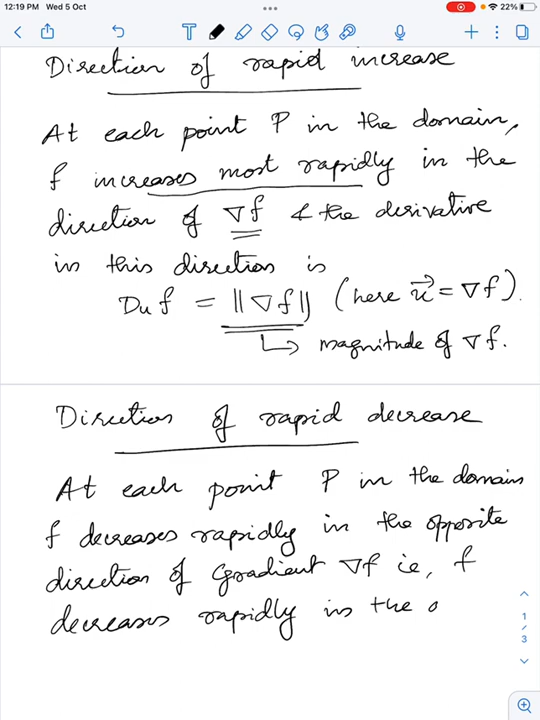 12:19 PM Wed 5 Oct
22%
Direction of rapid increase
At each point P in the domain,
f increases most rapidly in the
direction of ∇f & the derivative
in this direction is
Du f = ||∇f|| (here u⃗ = ∇f).
↳ magnitude of ∇f.
Direction of rapid decrease
At each point P in the domain
f decreases rapidly in the opposite
direction of Gradient ∇f ie, f
decreases rapidly in the o
1
/
3